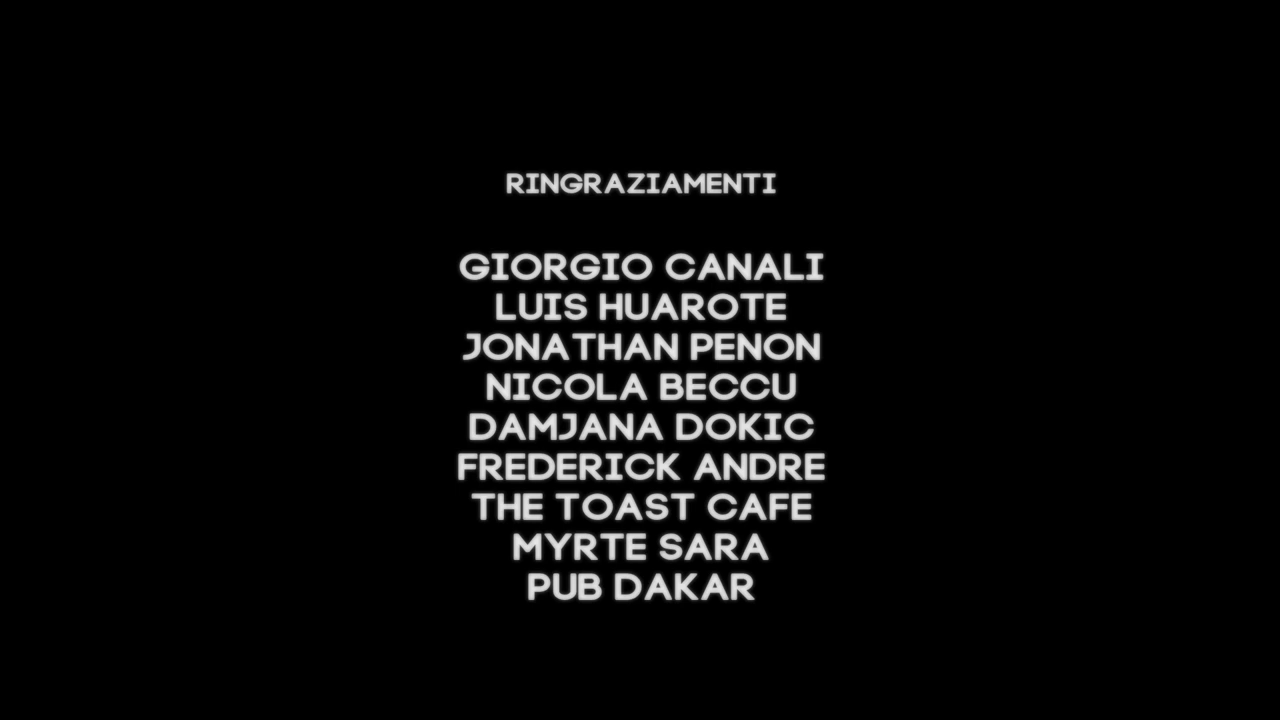 RINGRAZIAMENTI
GIORGIO CANALI
LUIS HUAROTE
JONATHAN PENON
NICOLA BECCU
DAMJANA DOKIC
FREDERICK ANDRE
THE TOAST CAFE
MYRTE SARA
PUB DAKAR